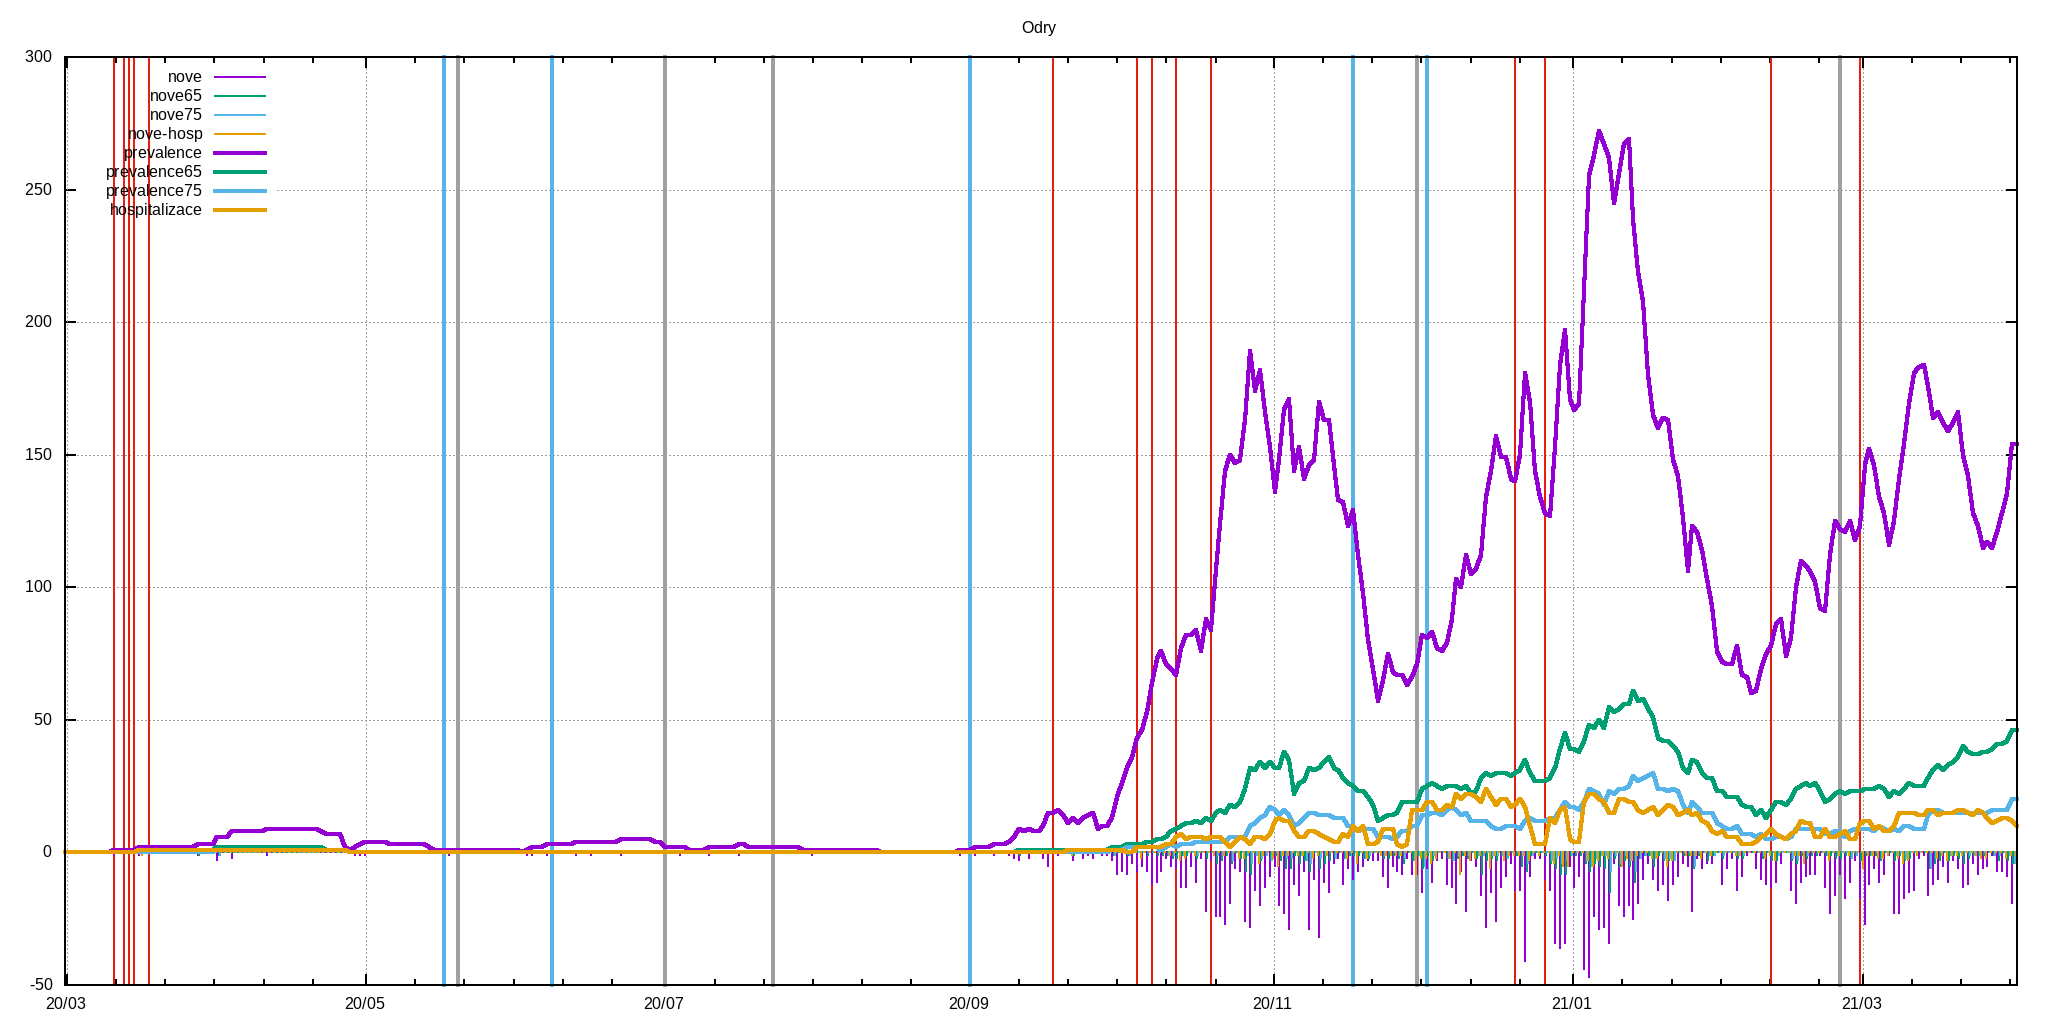 Odry
300
nove
nove65
nove75
nove-hosp
prevalence
prevalence65
prevalence75
hospitalizace
250
200
150
100
50
0
-50
20/03 20/05 20/07 20/09 20/11 21/01 21/03